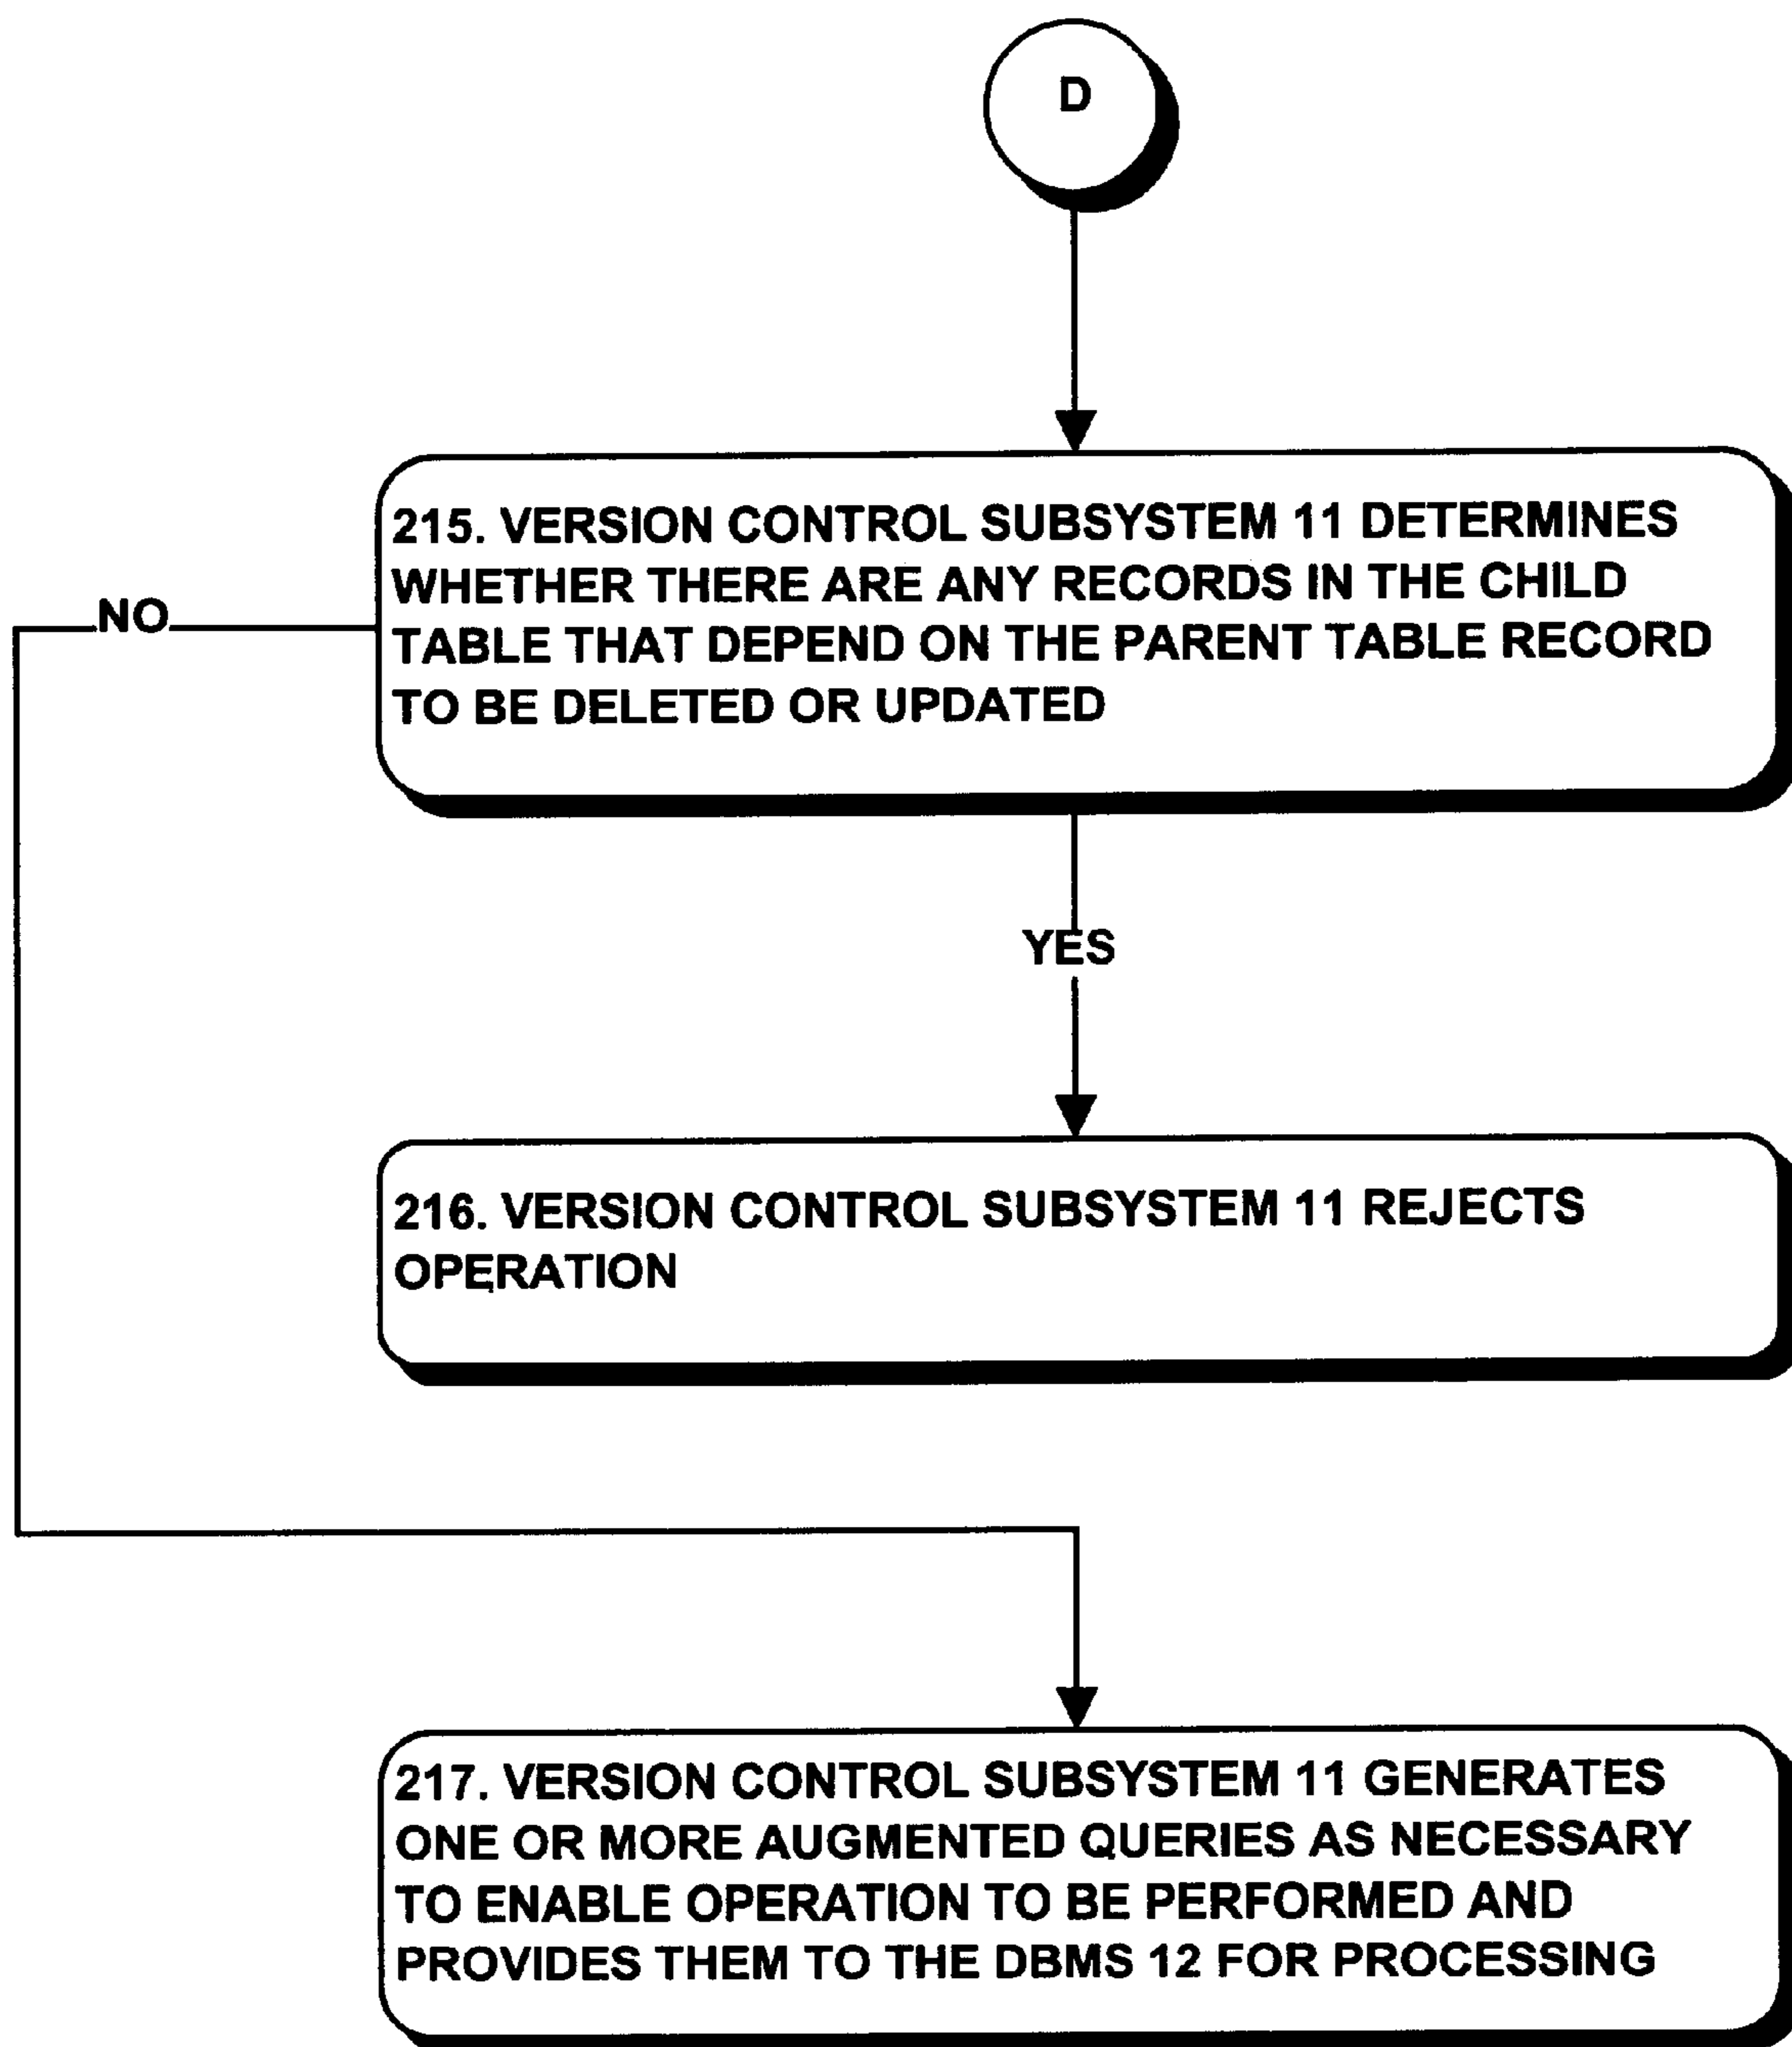 D
215. VERSION CONTROL SUBSYSTEM 11 DETERMINES
WHETHER THERE ARE ANY RECORDS IN THE CHILD
TABLE THAT DEPEND ON THE PARENT TABLE RECORD
TO BE DELETED OR UPDATED
NO
YES
216. VERSION CONTROL SUBSYSTEM 11 REJECTS
OPERATION
217. VERSION CONTROL SUBSYSTEM 11 GENERATES
ONE OR MORE AUGMENTED QUERIES AS NECESSARY
TO ENABLE OPERATION TO BE PERFORMED AND
PROVIDES THEM TO THE DBMS 12 FOR PROCESSING